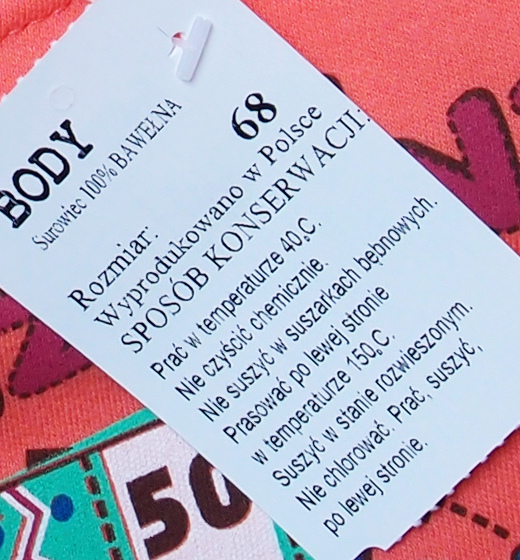 BODY
Surowiec 100% BAWEŁNA
Rozmiar: 68
Wyprodukowano w Polsce
SPOSÓB KONSERWACJI:
Prać w temperaturze 40°C.
Nie czyścić chemicznie.
Nie suszyć w suszarkach bębnowych.
Prasować po lewej stronie
w temperaturze 150°C.
Suszyć w stanie rozwieszonym.
Nie chlorować. Prać, suszyć,
po lewej stronie.
50